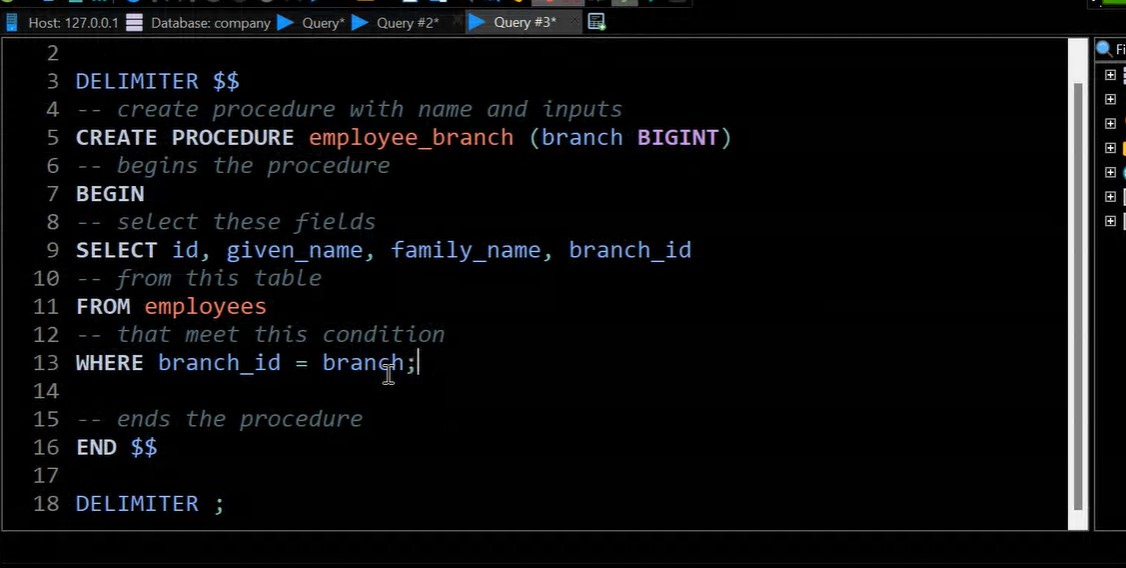 Host: 127.0.0.1 Database: company Query* Query #2* Query #3*
Fi
2
3 DELIMITER $$
4 -- create procedure with name and inputs
5 CREATE PROCEDURE employee_branch (branch BIGINT)
6 -- begins the procedure
7 BEGIN
8 -- select these fields
9 SELECT id, given_name, family_name, branch_id
10 -- from this table
11 FROM employees
12 -- that meet this condition
13 WHERE branch_id = branch;
14
15 -- ends the procedure
16 END $$
17
18 DELIMITER ;